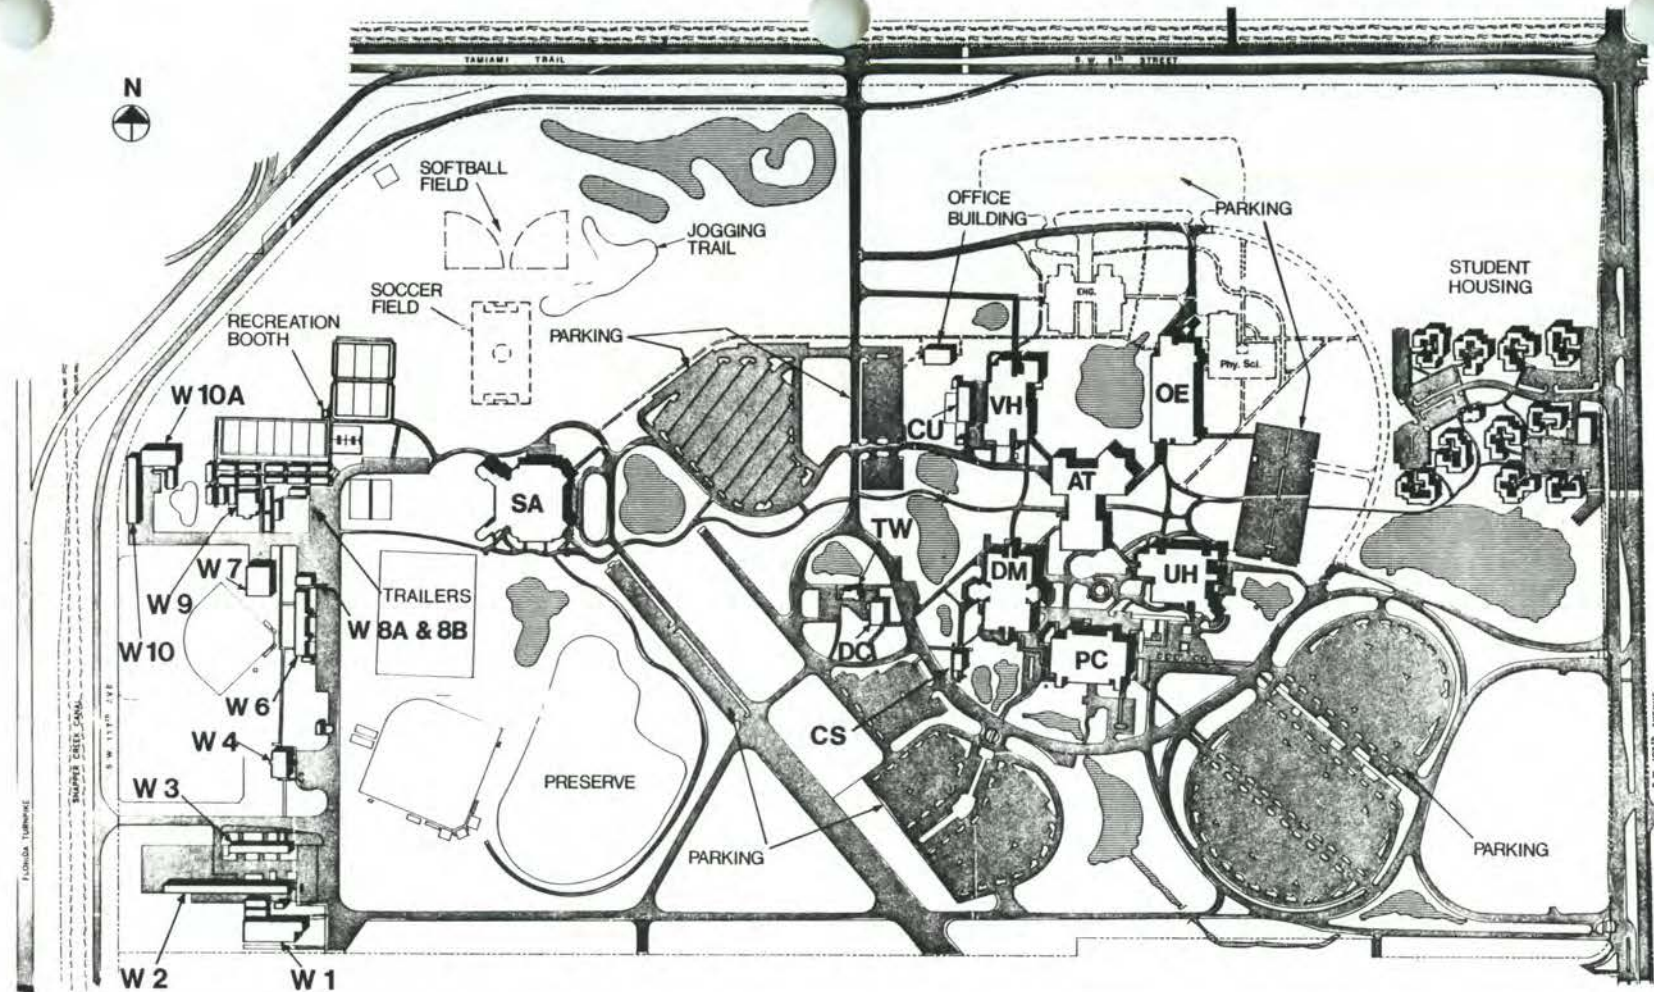 TAMIAMI TRAIL
S.W. 8th STREET
N
SOFTBALL
FIELD
JOGGING
TRAIL
OFFICE
BUILDING
PARKING
STUDENT
HOUSING
SOCCER
FIELD
ENG.
RECREATION
BOOTH
PARKING
Phy. Sci.
W 10A
VH
OE
CU
AT
SA
TW
W 7
TRAILERS
DM
UH
W 9
W 8A & 8B
W 10
DC
PC
W 6
W 4
CS
PRESERVE
W 3
PARKING
PARKING
W 2
W 1
S W 117th AVE
SNAPPER CREEK CANAL
FLORIDA TURNPIKE